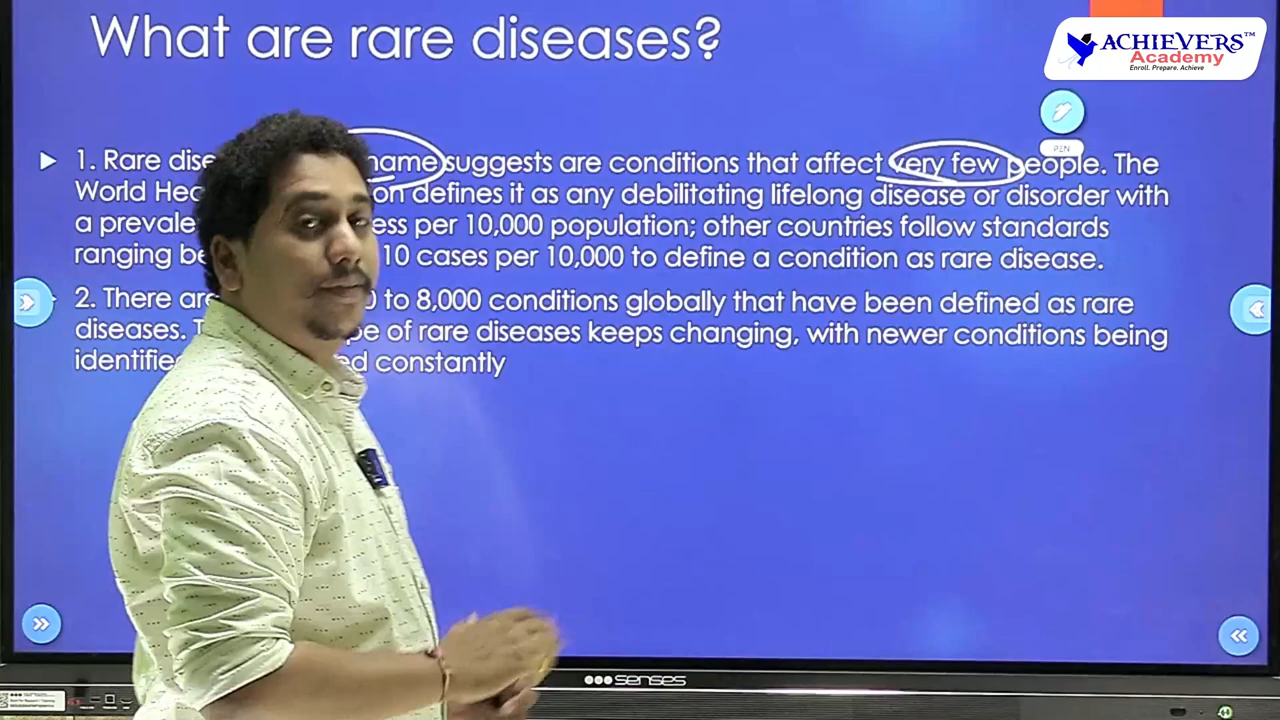 What are rare diseases?
ACHIEVERS™
Academy
Enroll. Prepare. Achieve
PEN
1. Rare dise name suggests are conditions that affect very few people. The
World Hea on defines it as any debilitating lifelong disease or disorder with
a prevale ess per 10,000 population; other countries follow standards
ranging be 10 cases per 10,000 to define a condition as rare disease.
2. There are 0 to 8,000 conditions globally that have been defined as rare
diseases. T pe of rare diseases keeps changing, with newer conditions being
identifie ed constantly
senses